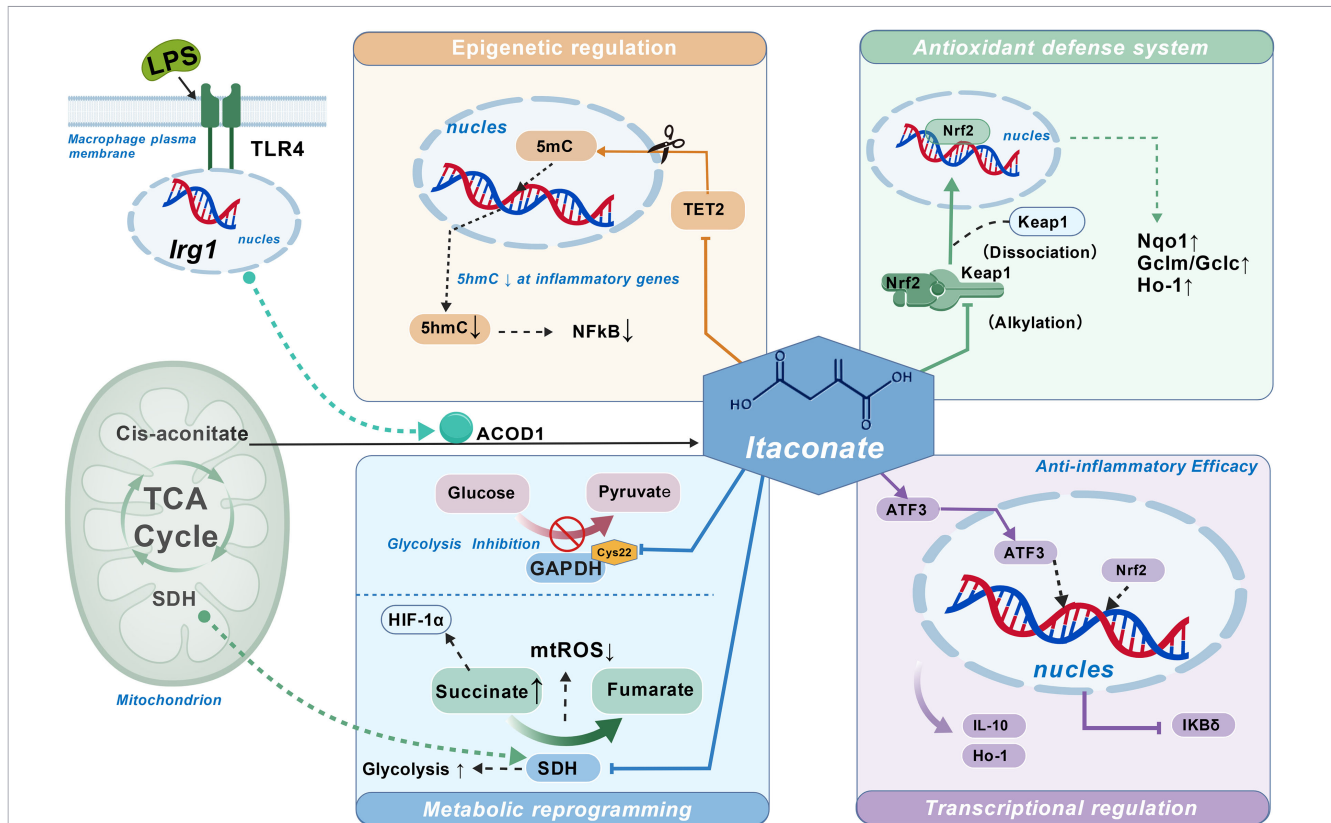 LPS
Macrophage plasma
membrane
TLR4
Irg1
nucles
Cis-aconitate
TCA
Cycle
SDH
Mitochondrion
ACOD1
Epigenetic regulation
nucles
5mC
TET2
5hmC ↓ at inflammatory genes
5hmC↓
NFkB↓
Antioxidant defense system
Nrf2
nucles
Keap1
(Dissociation)
Nrf2
Keap1
(Alkylation)
Nqo1↑
Gclm/Gclc↑
Ho-1↑
O
HO
OH
O
Itaconate
Glucose
Pyruvate
Glycolysis Inhibition
Cys22
GAPDH
HIF-1α
mtROS↓
Succinate↑
Fumarate
Glycolysis ↑
SDH
Metabolic reprogramming
Anti-inflammatory Efficacy
ATF3
ATF3
Nrf2
nucles
IL-10
Ho-1
IKBδ
Transcriptional regulation